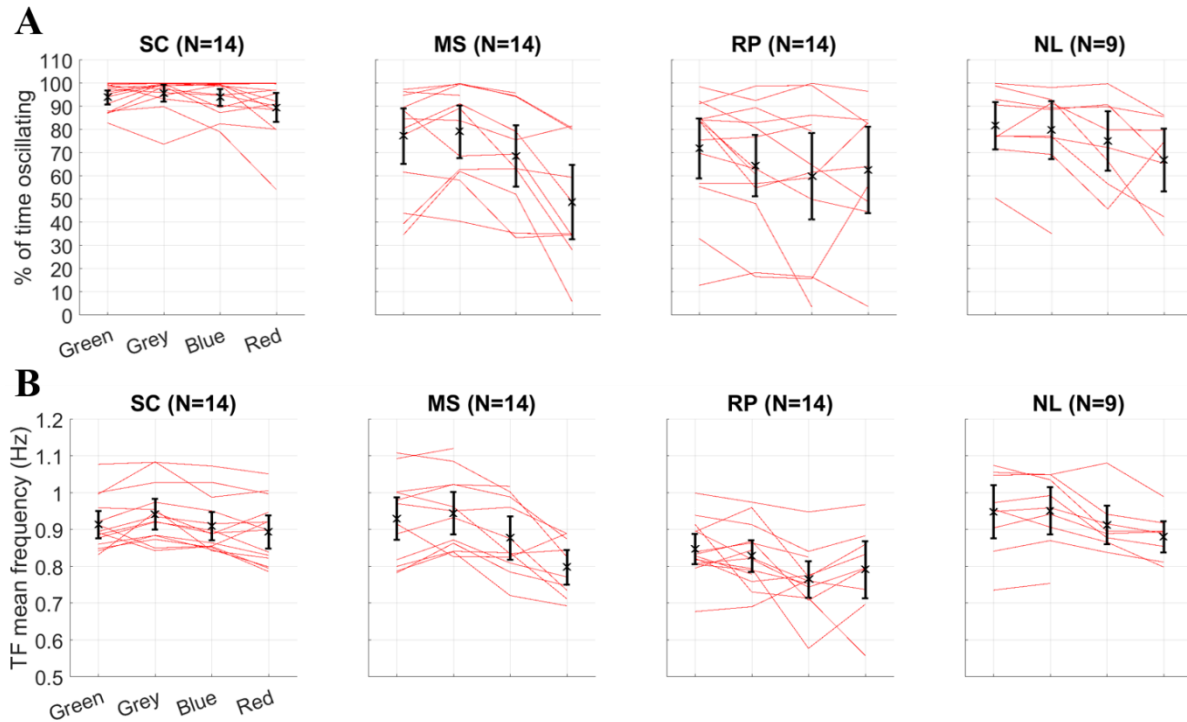 A
SC (N=14)
MS (N=14)
RP (N=14)
NL (N=9)
% of time oscillating
110
100
90
80
70
60
50
40
30
20
10
0
Green
Grey
Blue
Red
B
SC (N=14)
MS (N=14)
RP (N=14)
NL (N=9)
TF mean frequency (Hz)
1.2
1.1
1
0.9
0.8
0.7
0.6
0.5
Green
Grey
Blue
Red